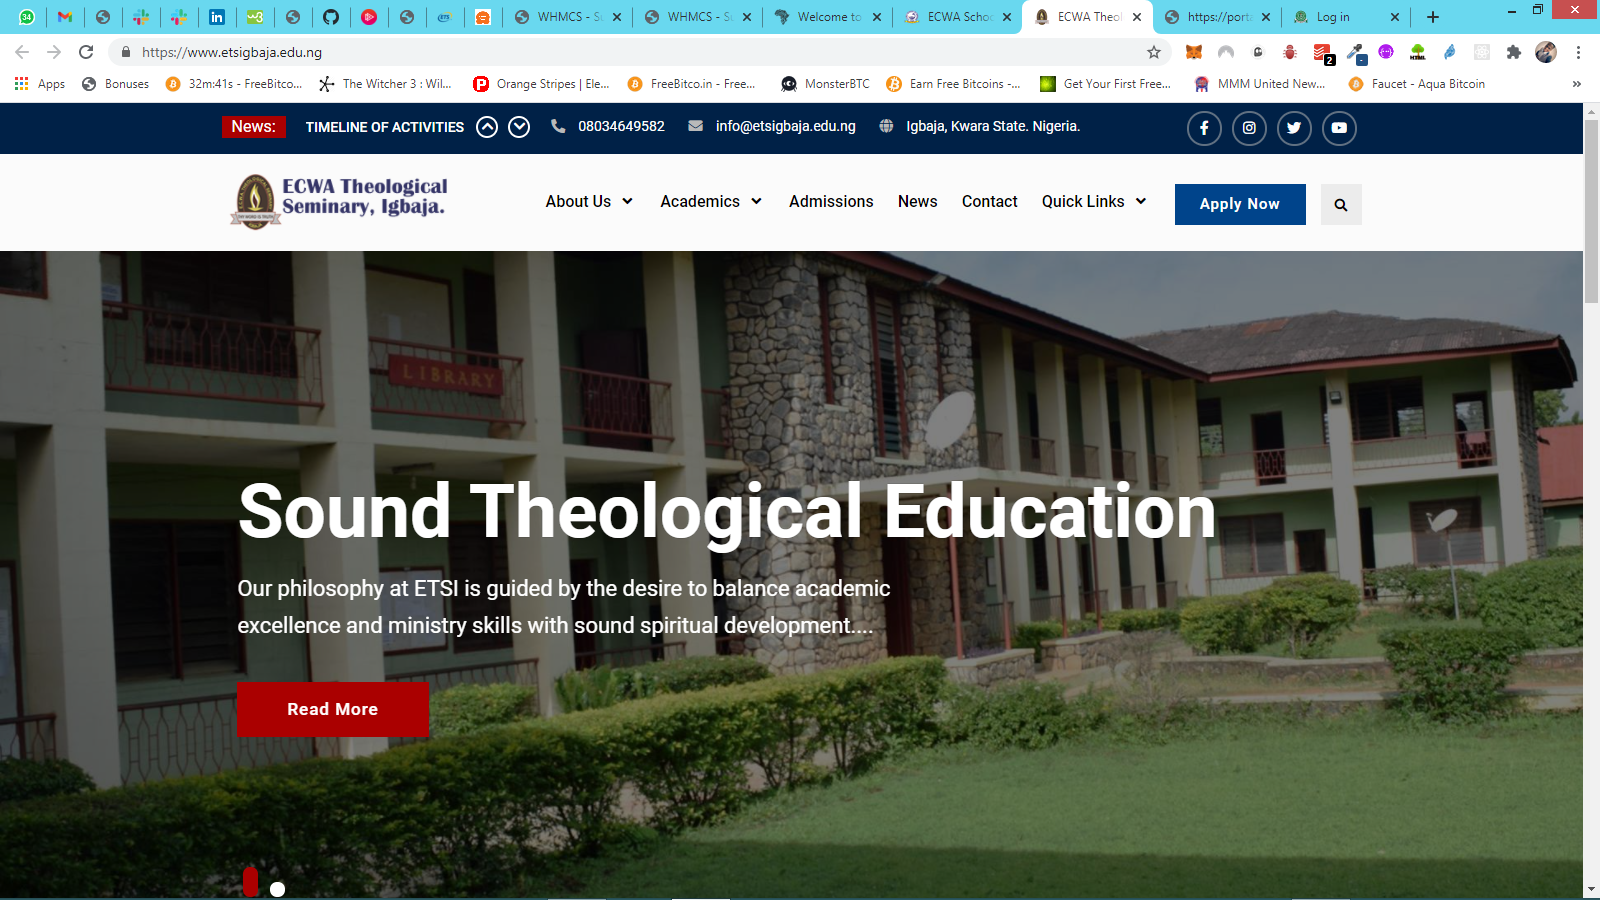 34
WHMCS - Su
WHMCS - Su
Welcome to
ECWA Schoo
ECWA Theol
https://porta
Log in
https://www.etsigbaja.edu.ng
2
Apps
Bonuses
32m:41s - FreeBitco...
The Witcher 3 : Wil...
Orange Stripes | Ele...
FreeBitco.in - Free...
MonsterBTC
Earn Free Bitcoins -...
Get Your First Free...
MMM United New...
Faucet - Aqua Bitcoin
»
News:
TIMELINE OF ACTIVITIES
08034649582
info@etsigbaja.edu.ng
Igbaja, Kwara State. Nigeria.
ECWA Theological
Seminary, Igbaja.
About Us
Academics
Admissions
News
Contact
Quick Links
Apply Now
LIBRARY
Sound Theological Education
Our philosophy at ETSI is guided by the desire to balance academic
excellence and ministry skills with sound spiritual development....
Read More